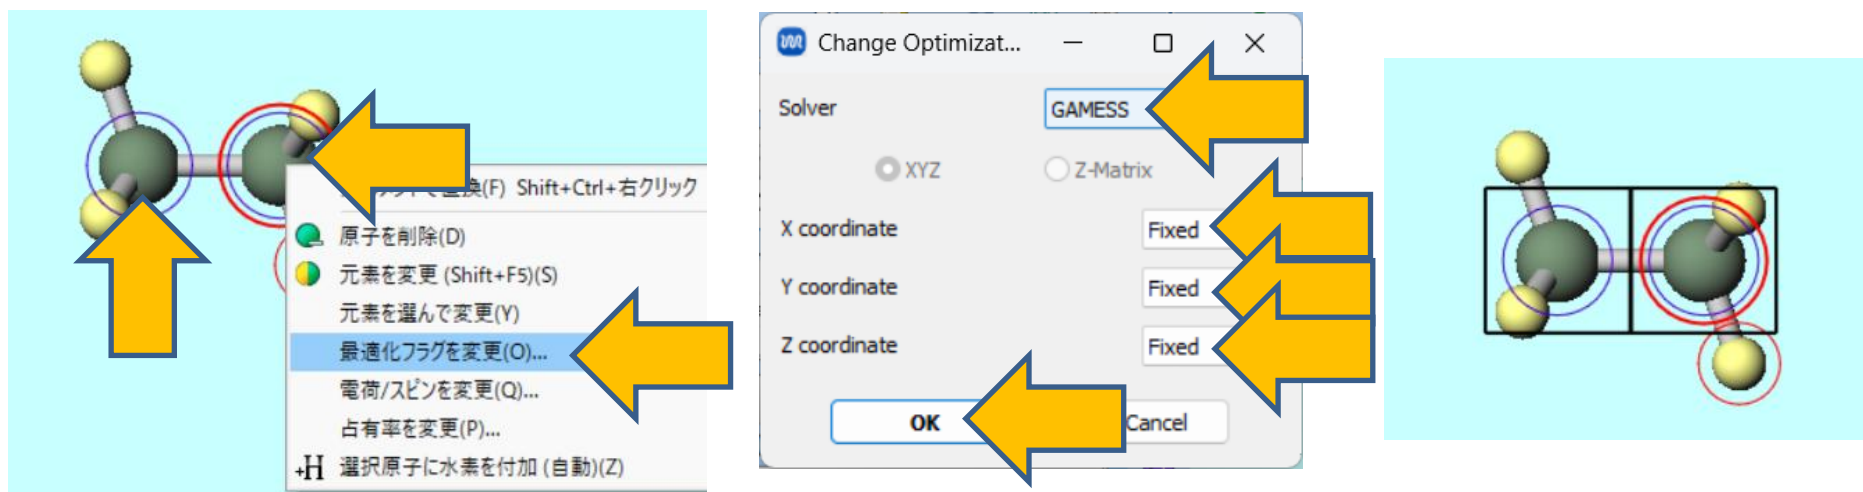 換(F) Shift+Ctrl+右クリック
原子を削除(D)
元素を変更 (Shift+F5)(S)
元素を選んで変更(Y)
最適化フラグを変更(O)...
電荷/スピンを変更(Q)...
占有率を変更(P)...
+H 選択原子に水素を付加 (自動)(Z)
Change Optimizat...
Solver GAMESS
XYZ Z-Matrix
X coordinate Fixed
Y coordinate Fixed
Z coordinate Fixed
OK Cancel